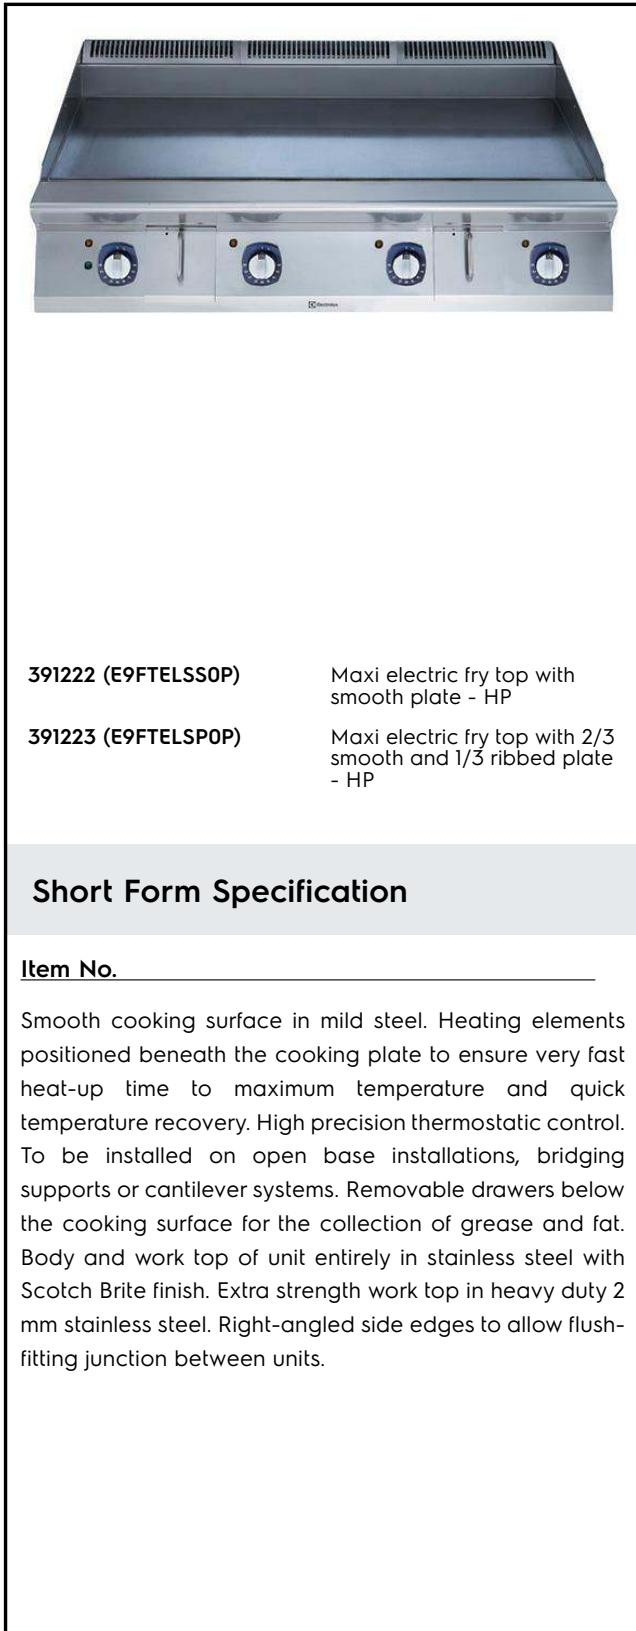 Electrolux
391222 (E9FTELSS0P)
Maxi electric fry top with
smooth plate - HP
391223 (E9FTELSP0P)
Maxi electric fry top with 2/3
smooth and 1/3 ribbed plate
- HP
Short Form Specification
Item No.
Smooth cooking surface in mild steel. Heating elements
positioned beneath the cooking plate to ensure very fast
heat-up time to maximum temperature and quick
temperature recovery. High precision thermostatic control.
To be installed on open base installations, bridging
supports or cantilever systems. Removable drawers below
the cooking surface for the collection of grease and fat.
Body and work top of unit entirely in stainless steel with
Scotch Brite finish. Extra strength work top in heavy duty 2
mm stainless steel. Right-angled side edges to allow flush-
fitting junction between units.